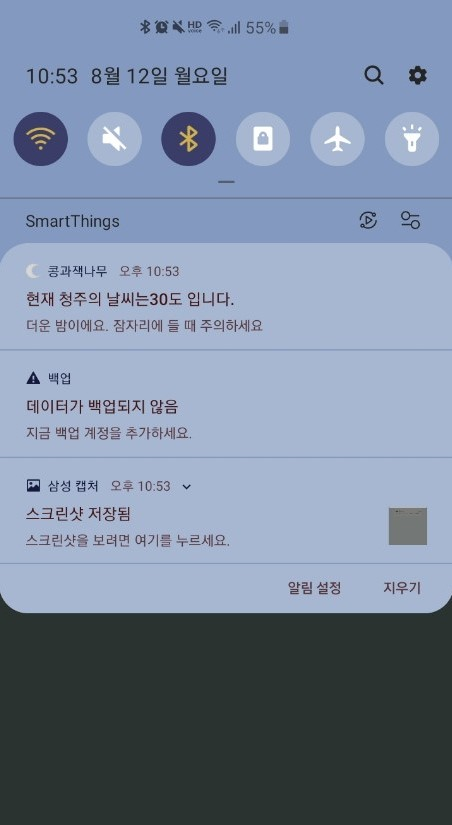 HD VOICE 55%
10:53 8월 12일 월요일
SmartThings
콩과잭나무 오후 10:53
현재 청주의 날씨는30도 입니다.
더운 밤이에요. 잠자리에 들 때 주의하세요
백업
데이터가 백업되지 않음
지금 백업 계정을 추가하세요.
삼성 캡처 오후 10:53
스크린샷 저장됨
스크린샷을 보려면 여기를 누르세요.
알림 설정 지우기